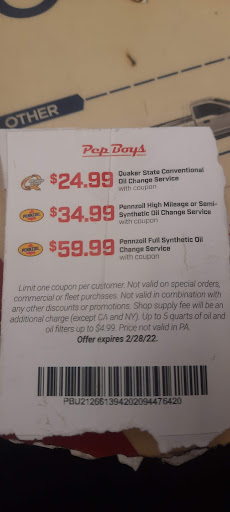 OTHER
Pep Boys
$24.99 Quaker State Conventional
Oil Change Service
with coupon
$34.99 Pennzoil High Mileage or Semi-
Synthetic Oil Change Service
with coupon
$59.99 Pennzoil Full Synthetic Oil
Change Service
with coupon
Limit one coupon per customer. Not valid on special orders,
commercial or fleet purchases. Not valid in combination with
any other discounts or promotions. Shop supply fee will be an
additional charge (except CA and NY). Up to 5 quarts of oil and
oil filters up to $4.99. Price not valid in PA.
Offer expires 2/28/22.